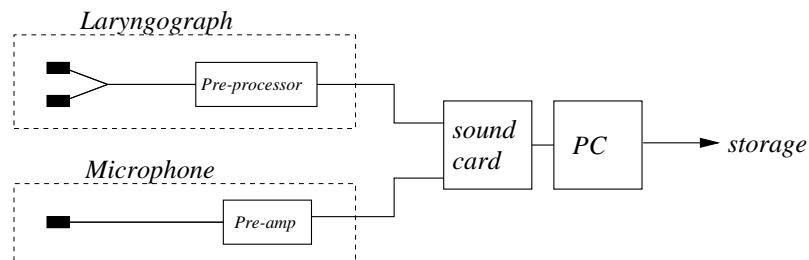 Laryngograph
Pre-processor
sound
card
PC
storage
Microphone
Pre-amp